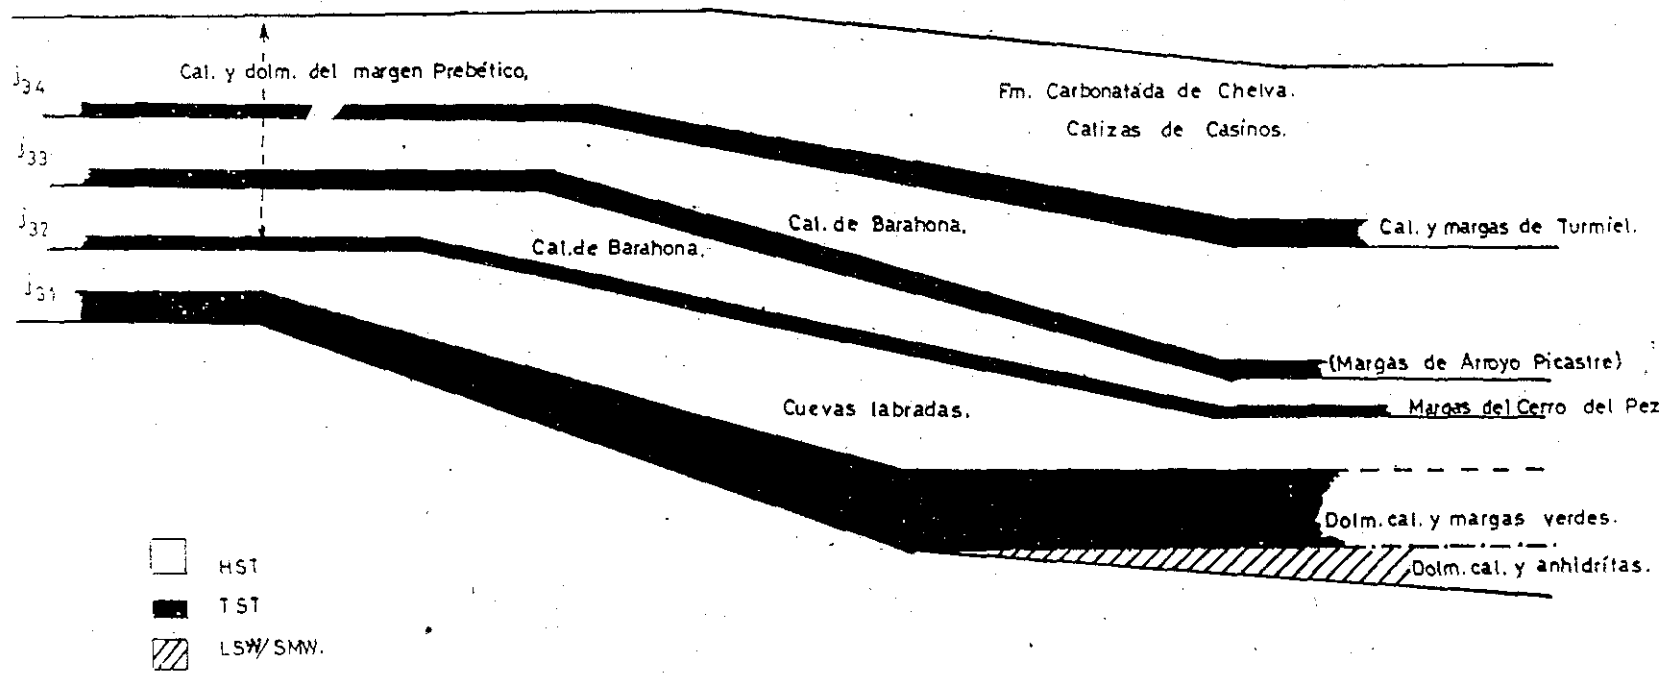 j34
Cal. y dolm. del margen Prebético,
Fm. Carbonatada de Chelva.
Calizas de Casinos.
j33
j32
Cal. de Barahona,
Cal. y margas de Turmiel.
Cal. de Barahona,
j31
(Margas de Arroyo Picastre)
Cuevas labradas.
Margas del Cerro del Pez
Dolm. cal. y margas verdes.
Dolm. cal. y anhidrítas.
HST
TST
LSW/SMW.